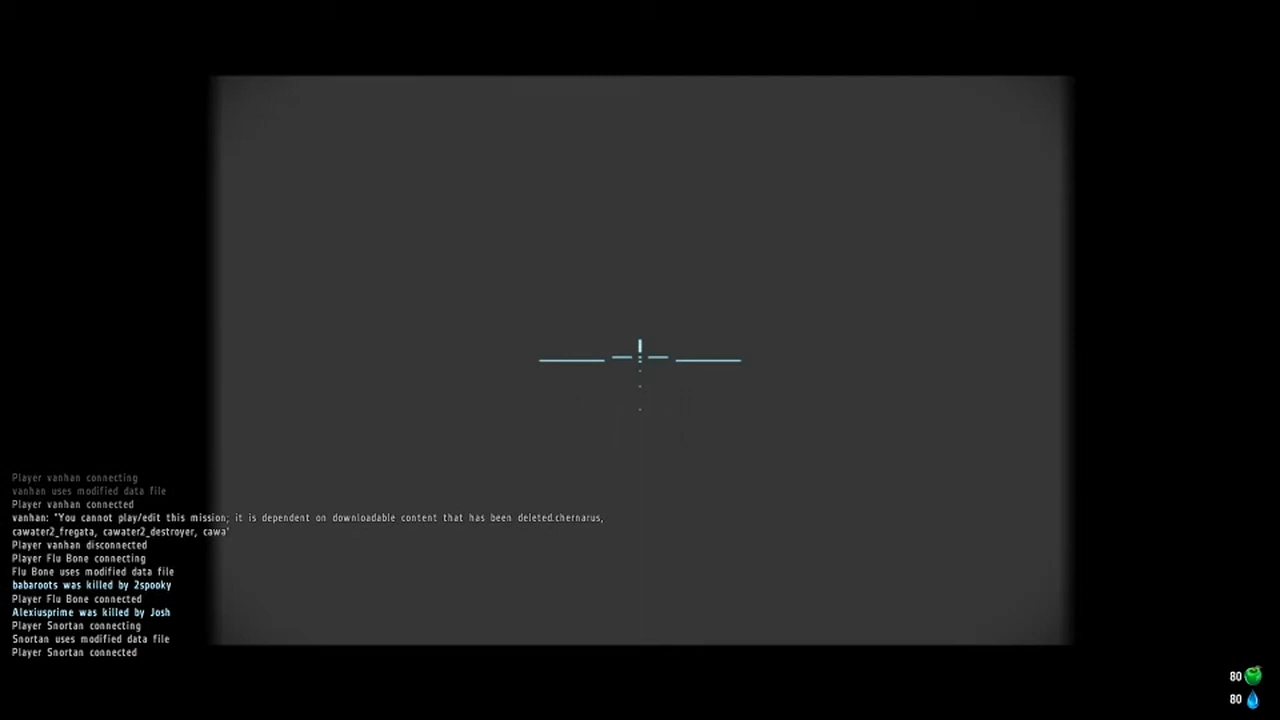 Player vanhan connecting
vanhan uses modified data file
Player vanhan connected
vanhan: "You cannot play/edit this mission; it is dependent on downloadable content that has been deleted.chernarus,
cawater2_fregata, cawater2_destroyer, cawa"
Player vanhan disconnected
Player Flu Bone connecting
Flu Bone uses modified data file
babaroots was killed by 2spooky
Player Flu Bone connected
Alexiusprime was killed by Josh
Player Snortan connecting
Snortan uses modified data file
Player Snortan connected
80
80